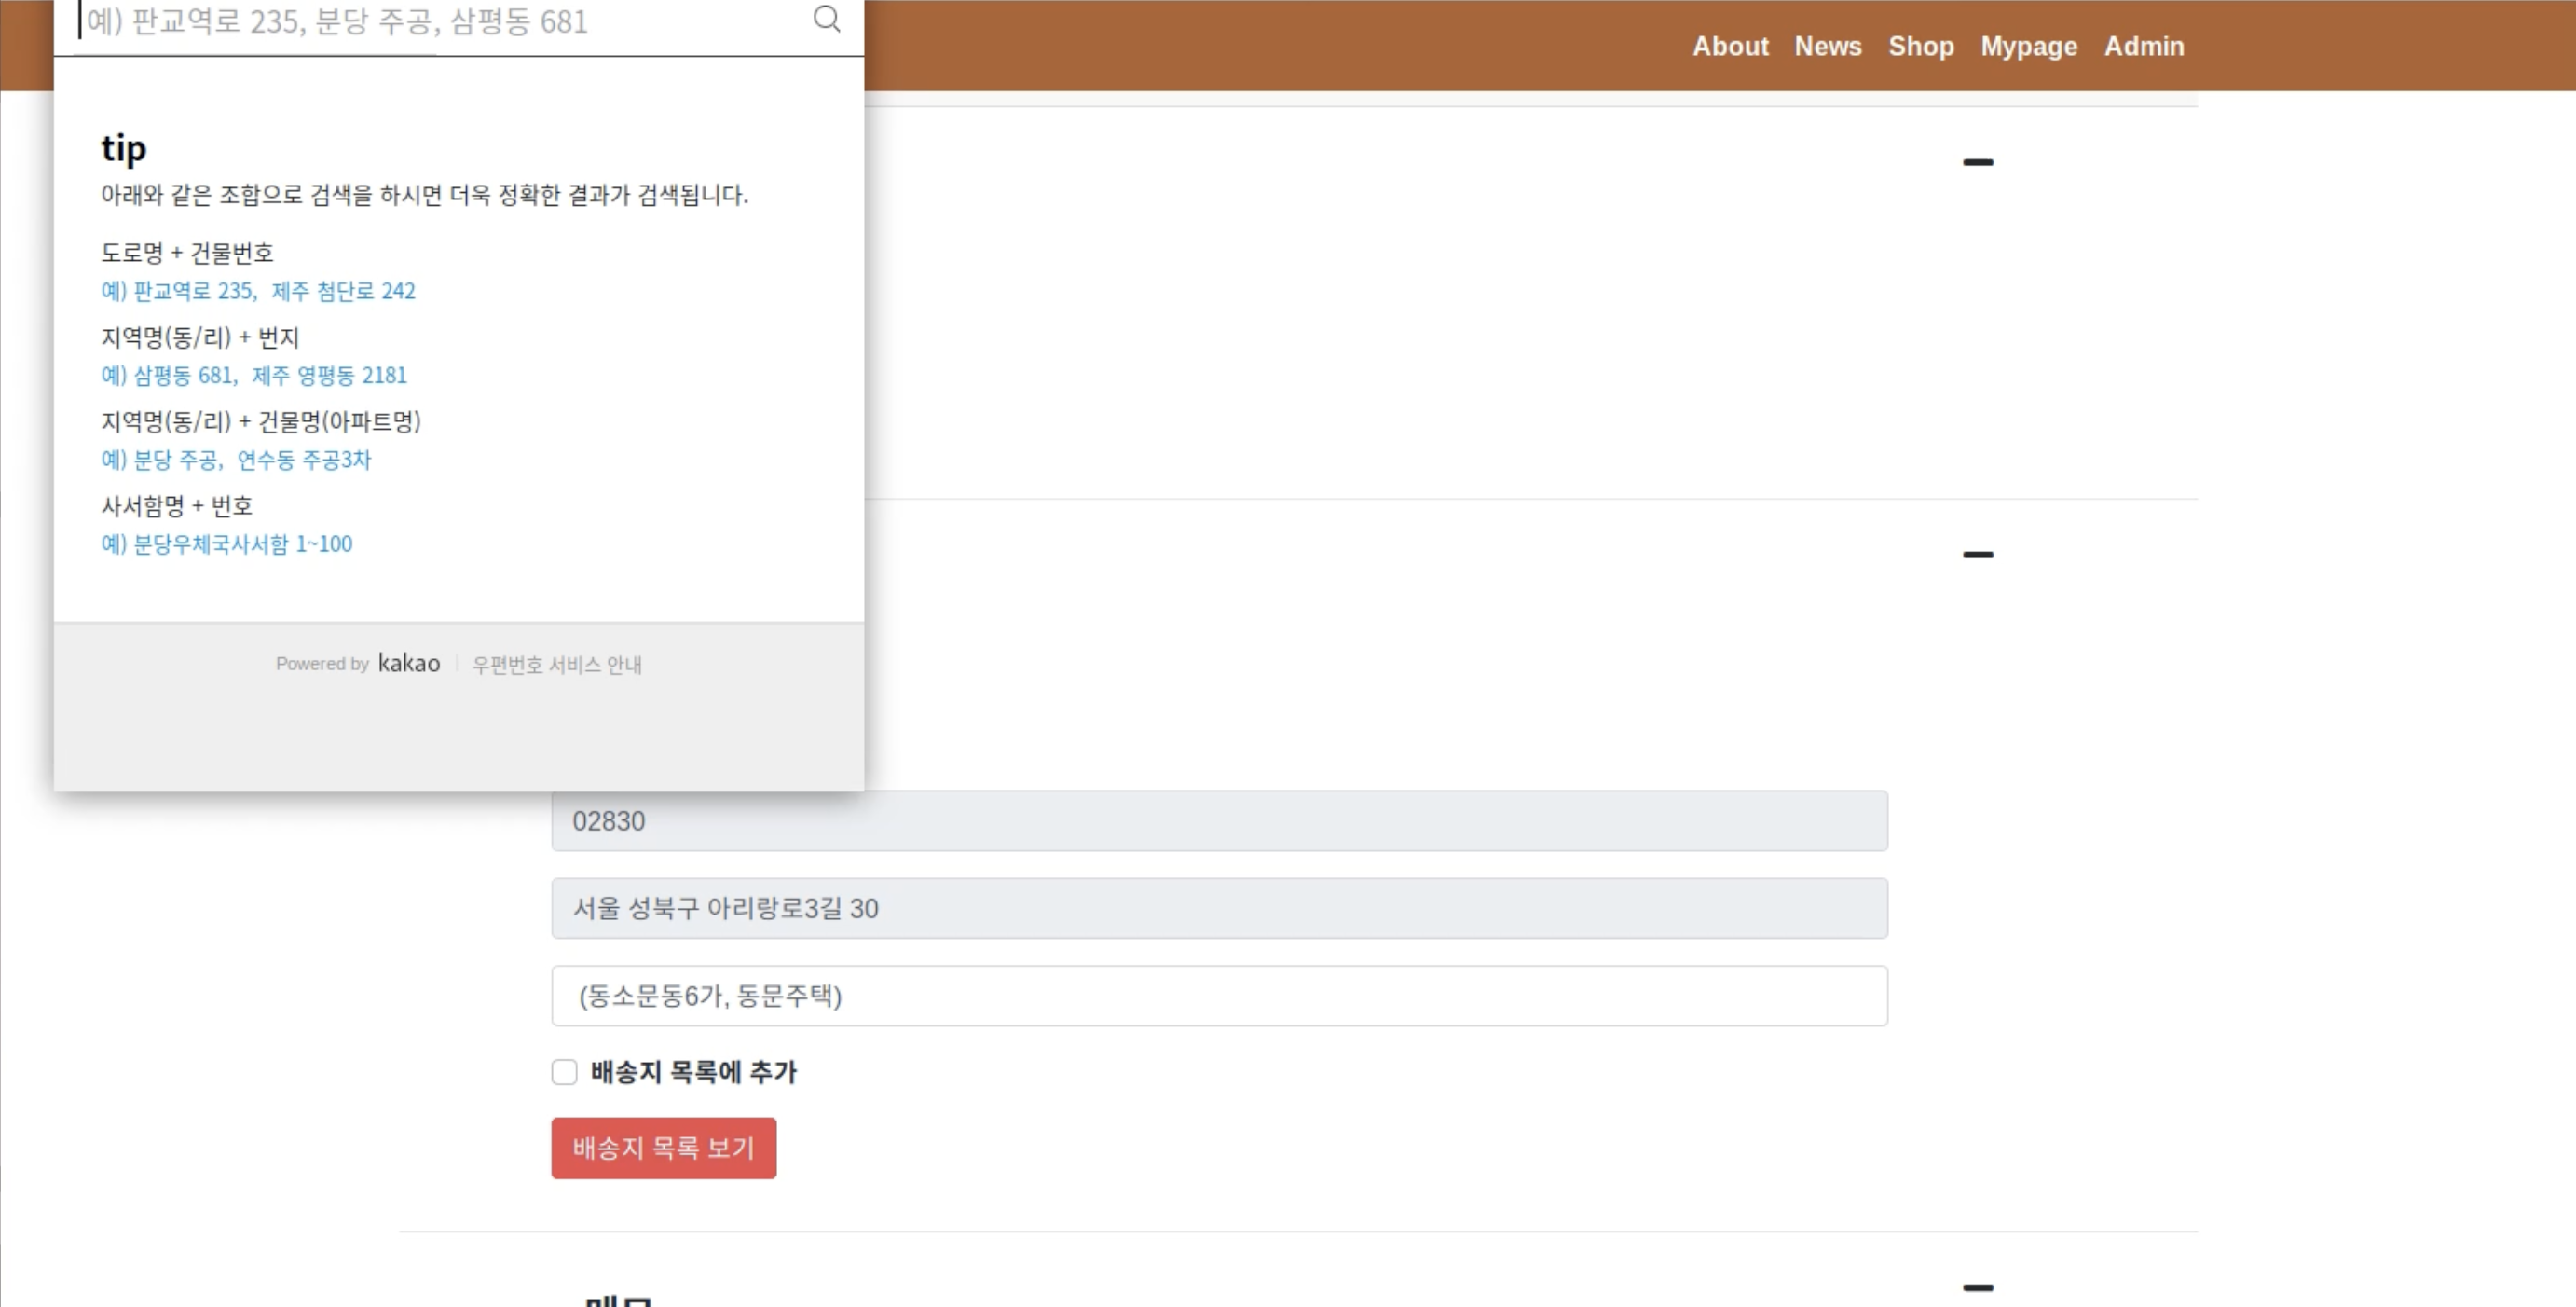 예) 판교역로 235, 분당 주공, 삼평동 681
About News Shop Mypage Admin
tip
아래와 같은 조합으로 검색을 하시면 더욱 정확한 결과가 검색됩니다.
도로명 + 건물번호
예) 판교역로 235, 제주 첨단로 242
지역명(동/리) + 번지
예) 삼평동 681, 제주 영평동 2181
지역명(동/리) + 건물명(아파트명)
예) 분당 주공, 연수동 주공3차
사서함명 + 번호
예) 분당우체국사서함 1~100
Powered by kakao 우편번호 서비스 안내
02830
서울 성북구 아리랑로3길 30
(동소문동6가, 동문주택)
배송지 목록에 추가
배송지 목록 보기